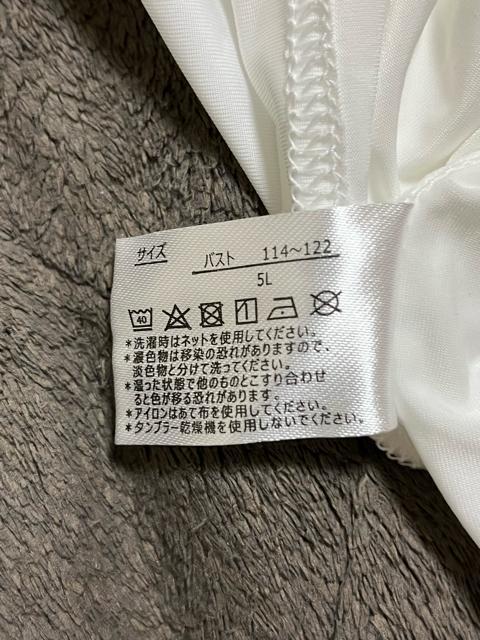 サイズ
バスト 114～122
5L
40
*洗濯時はネットを使用してください。
*濃色物は移染の恐れがありますので、
淡色物と分けて洗ってください。
*湿った状態で他のものとこすり合わせ
ると色が移る恐れがあります。
*アイロンはあて布を使用してください。
*タンブラー乾燥機を使用しないでください。